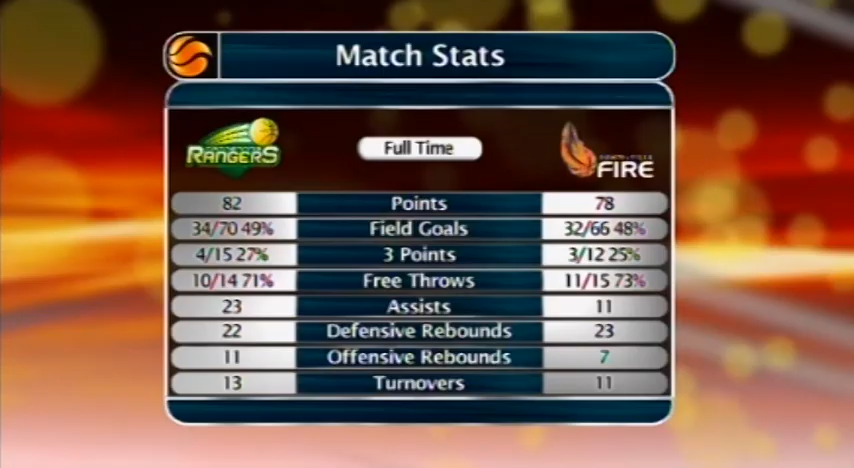 Match Stats
RANGERS
Full Time
FIRE
82 Points 78
34/70 49% Field Goals 32/66 48%
4/15 27% 3 Points 3/12 25%
10/14 71% Free Throws 11/15 73%
23 Assists 11
22 Defensive Rebounds 23
11 Offensive Rebounds 7
13 Turnovers 11